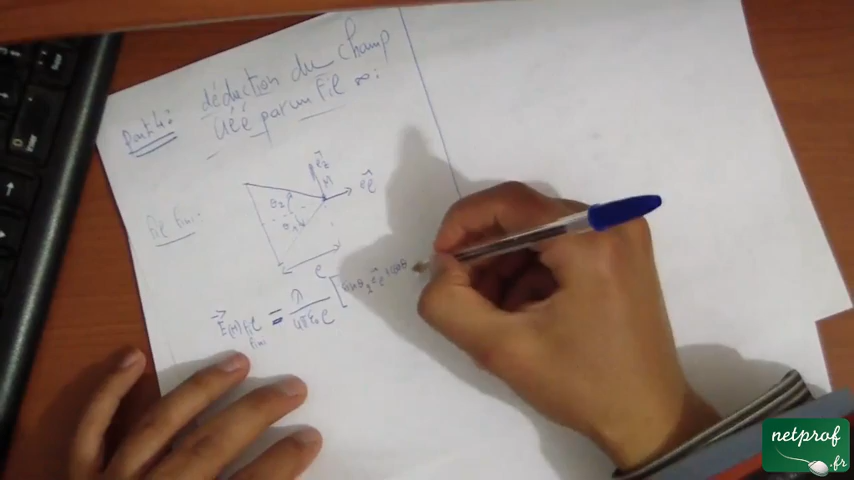 partie 4: déduction du champ
créé par un fil ∞:
fil fini:
e⃗z
M
e⃗ρ
θ2
θ1
ρ
E⃗(M) fil fini = λ / 4πε0ρ [
netprof
.fr